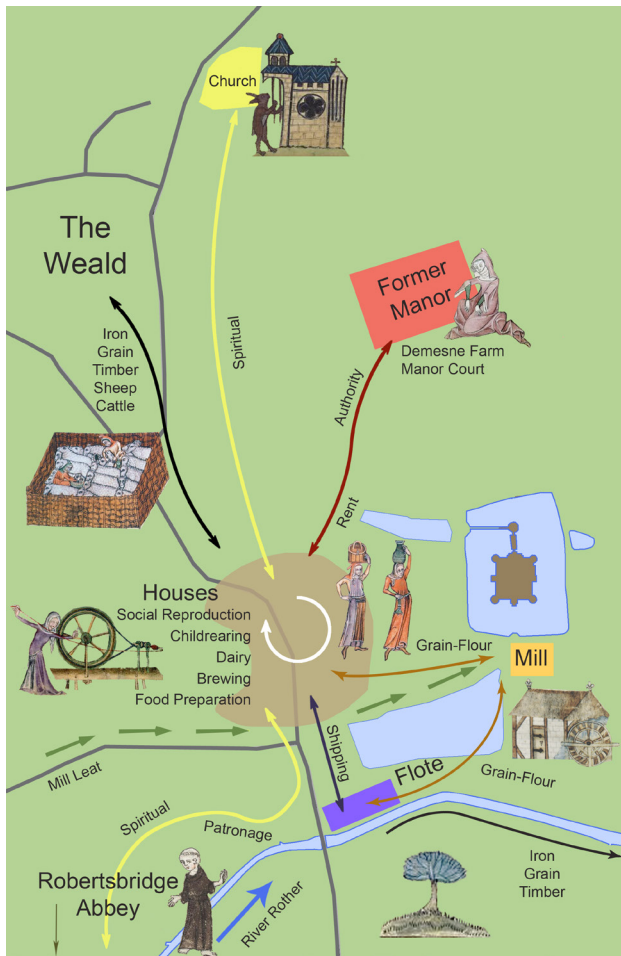 Church
The
Weald
Iron
Grain
Timber
Sheep
Cattle
Spiritual
Former
Manor
Demesne Farm
Manor Court
Authority
Rent
Houses
Social Reproduction
Childrearing
Dairy
Brewing
Food Preparation
Grain-Flour
Mill
Shipping
Flote
Grain-Flour
Mill Leat
Spiritual
Patronage
Robertsbridge
Abbey
River Rother
Iron
Grain
Timber